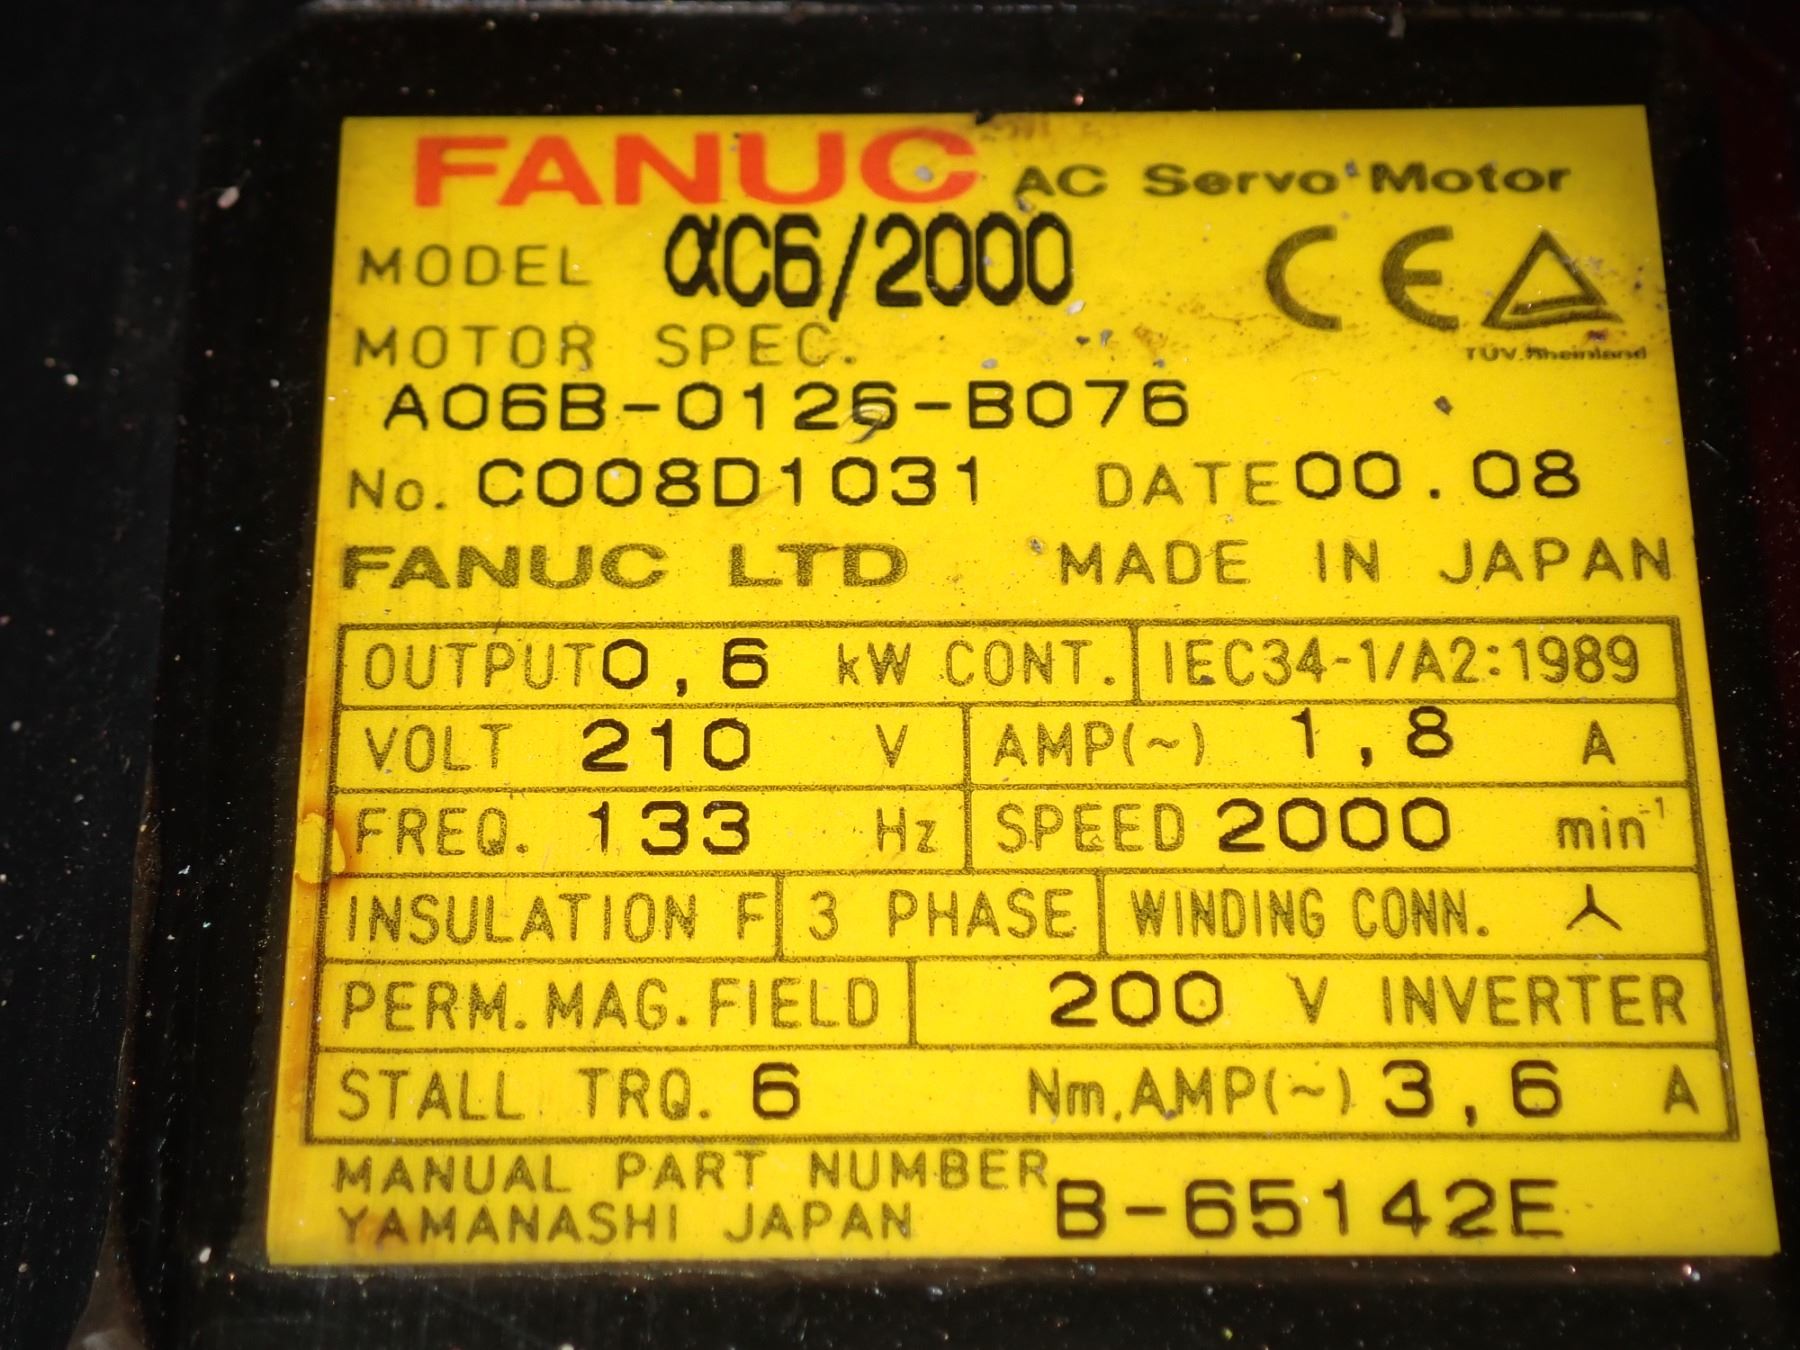 FANUC AC Servo Motor
MODEL αC6/2000
CE
TÜV Rheinland
MOTOR SPEC.
A06B-0126-B076
No. C008D1031 DATE 00.08
FANUC LTD MADE IN JAPAN
OUTPUT 0,6 kW CONT. IEC34-1/A2:1989
VOLT 210 V AMP(~) 1,8 A
FREQ. 133 Hz SPEED 2000 min⁻¹
INSULATION F 3 PHASE WINDING CONN.
PERM. MAG. FIELD 200 V INVERTER
STALL TRQ. 6 Nm, AMP(~) 3,6 A
MANUAL PART NUMBER B-65142E
YAMANASHI JAPAN